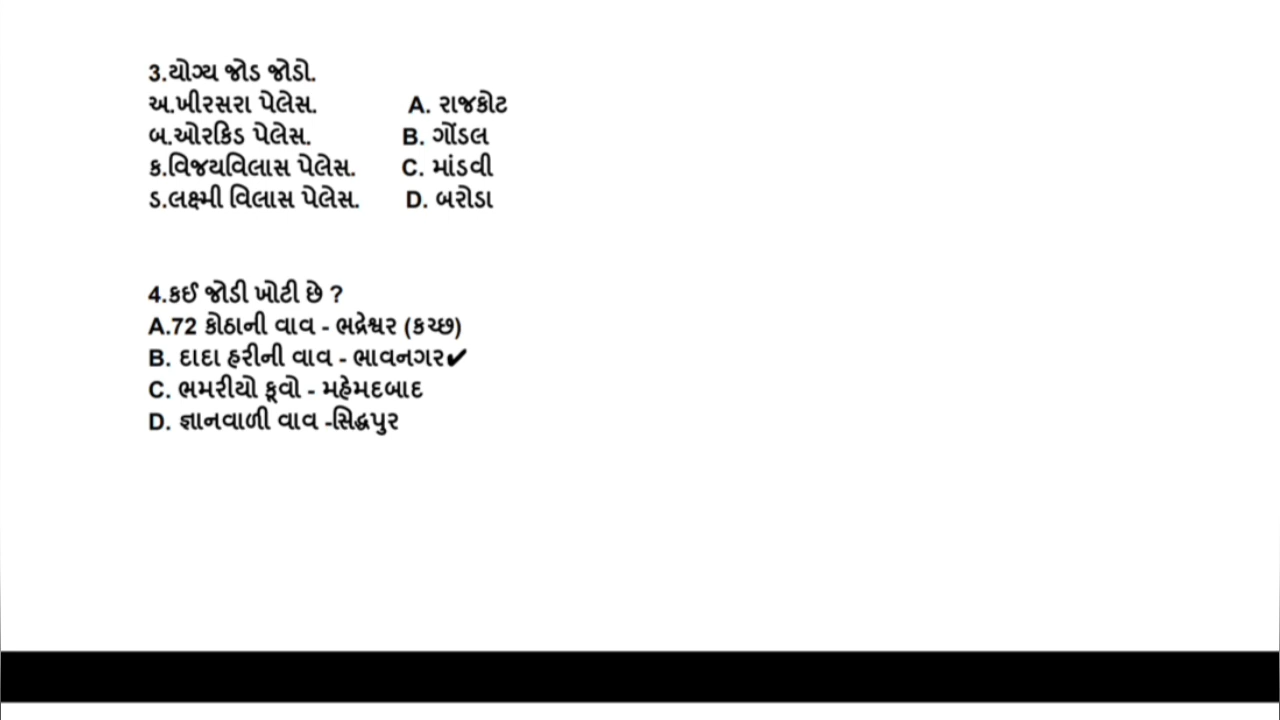 3.યોગ્ય જોડ જોડો.
અ.ખીરસરા પેલેસ. A. રાજકોટ
બ.ઓરકિડ પેલેસ. B. ગોંડલ
ક.વિજયવિલાસ પેલેસ. C. માંડવી
ડ.લક્ષ્મી વિલાસ પેલેસ. D. બરોડા
4.કઈ જોડી ખોટી છે ?
A.72 કોઠાની વાવ - ભદ્રેશ્વર (કચ્છ)
B. દાદા હરીની વાવ - ભાવનગર✔
C. ભમરીયો કૂવો - મહેમદબાદ
D. જ્ઞાનવાળી વાવ -સિદ્ધપુર